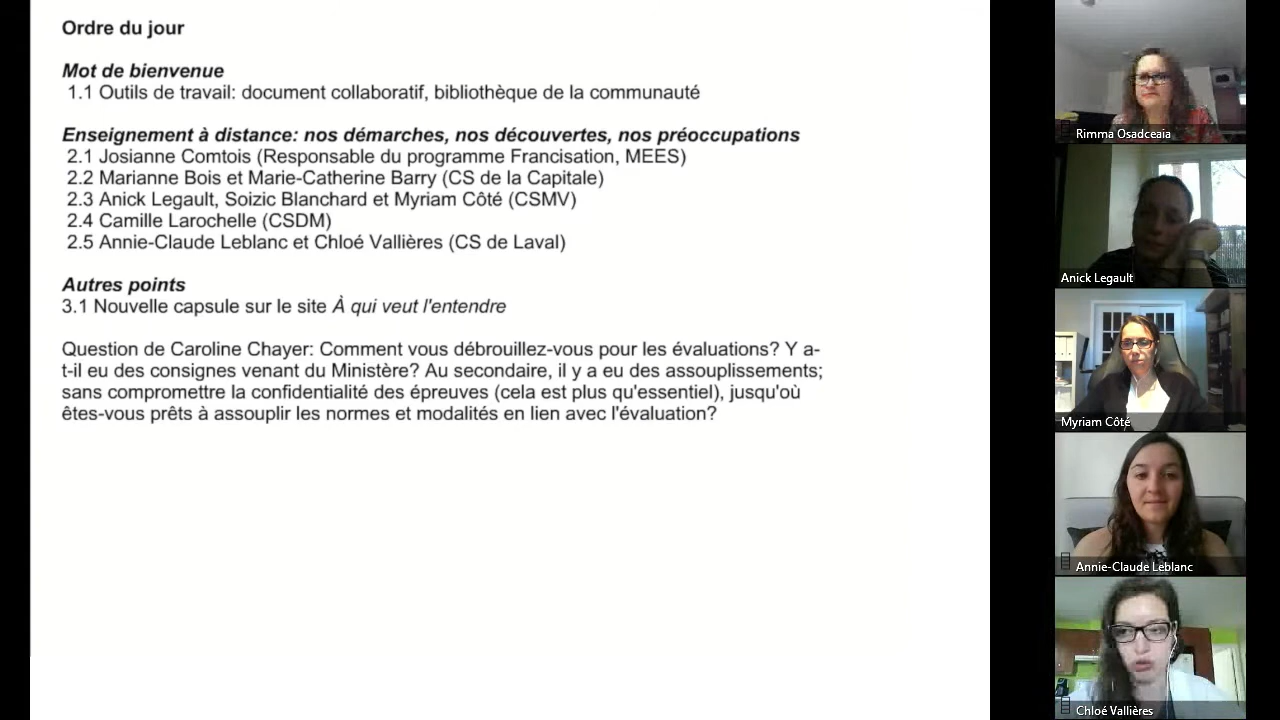 Ordre du jour
Mot de bienvenue
1.1 Outils de travail: document collaboratif, bibliothèque de la communauté
Enseignement à distance: nos démarches, nos découvertes, nos préoccupations
2.1 Josianne Comtois (Responsable du programme Francisation, MEES)
2.2 Marianne Bois et Marie-Catherine Barry (CS de la Capitale)
2.3 Anick Legault, Soizic Blanchard et Myriam Côté (CSMV)
2.4 Camille Larochelle (CSDM)
2.5 Annie-Claude Leblanc et Chloé Vallières (CS de Laval)
Autres points
3.1 Nouvelle capsule sur le site À qui veut l'entendre
Question de Caroline Chayer: Comment vous débrouillez-vous pour les évaluations? Y a-
t-il eu des consignes venant du Ministère? Au secondaire, il y a eu des assouplissements;
sans compromettre la confidentialité des épreuves (cela est plus qu'essentiel), jusqu'où
êtes-vous prêts à assouplir les normes et modalités en lien avec l'évaluation?
Rimma Osadceaia
Anick Legault
Myriam Côté
Annie-Claude Leblanc
Chloé Vallières